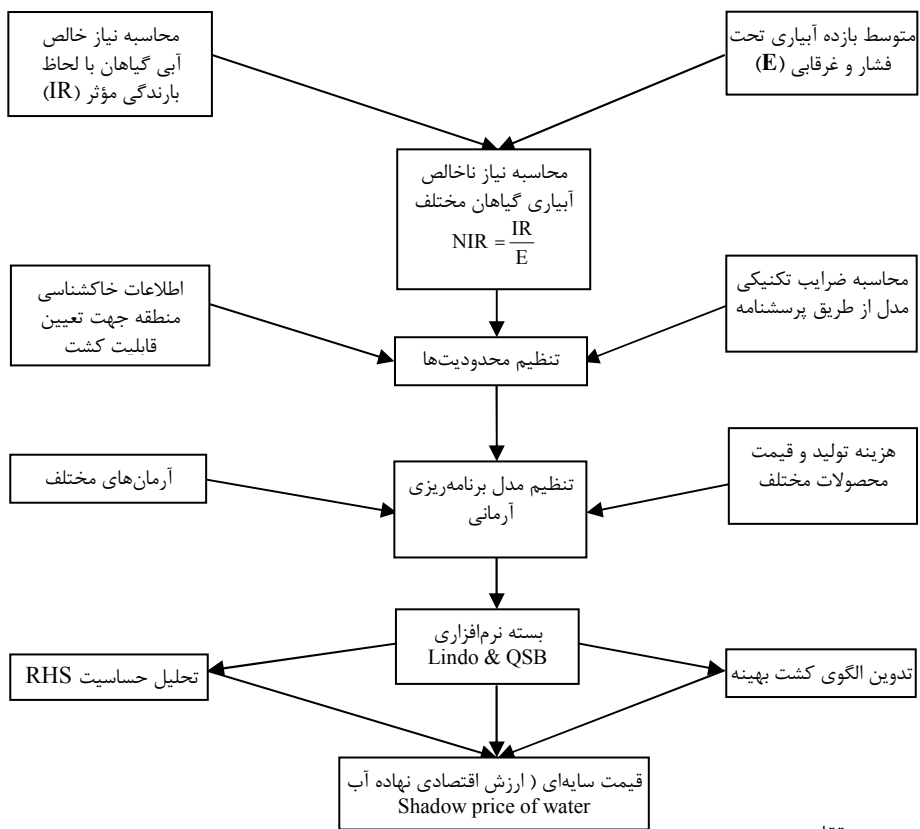 محاسبه نیاز خالص
آبی گیاهان با لحاظ
بارندگی مؤثر (IR)
متوسط بازده آبیاری تحت
فشار و غرقابی (E)
محاسبه نیاز ناخالص
آبیاری گیاهان مختلف
NIR = IR/E
اطلاعات خاکشناسی
منطقه جهت تعیین
قابلیت کشت
محاسبه ضرایب تکنیکی
مدل از طریق پرسشنامه
تنظیم محدودیت‌ها
آرمان‌های مختلف
هزینه تولید و قیمت
محصولات مختلف
تنظیم مدل برنامه‌ریزی
آرمانی
بسته نرم‌افزاری
Lindo & QSB
تحلیل حساسیت RHS
تدوین الگوی کشت بهینه
قیمت سایه‌ای ( ارزش اقتصادی نهاده آب
Shadow price of water